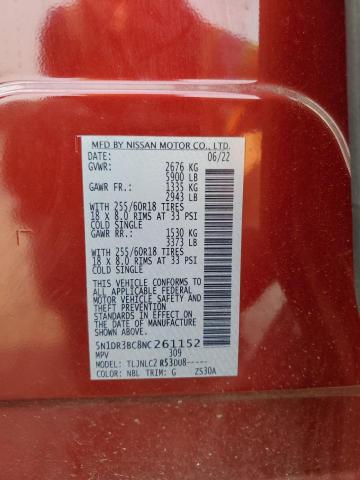 MFD BY NISSAN MOTOR CO., LTD.
DATE: 06/22
GVWR: 2676 KG
5900 LB
GAWR FR: 1335 KG
2943 LB
WITH 255/60R18 TIRES
18 X 8.0 RIMS AT 33 PSI
COLD SINGLE
GAWR RR: 1530 KG
3373 LB
WITH 255/60R18 TIRES
18 X 8.0 RIMS AT 33 PSI
COLD SINGLE
THIS VEHICLE CONFORMS TO
ALL APPLICABLE FEDERAL
MOTOR VEHICLE SAFETY
AND THEFT PREVENTION
STANDARDS IN EFFECT ON
THE DATE OF MANUFACTURE
SHOWN ABOVE.
5N1DR3BC8NC261152
MPV 309
MODEL: TLJNLCZ R53DU8-----
COLOR: NBL TRIM: G ZS30A